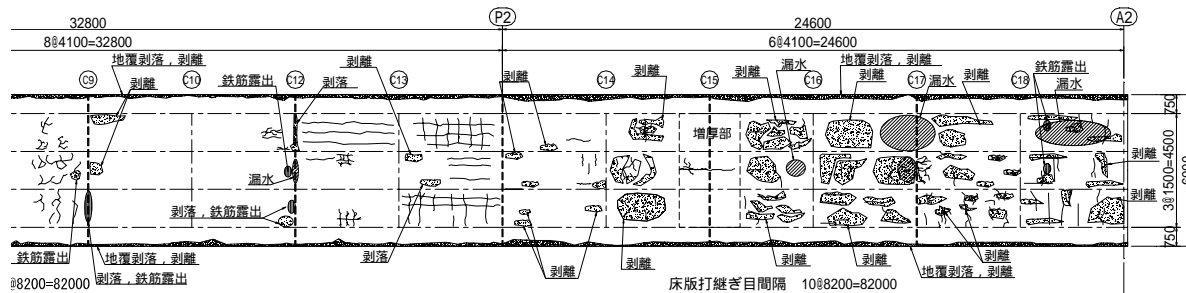 32800
P2
24600
A2
8@4100=32800
6@4100=24600
地覆剥落，剥離
漏水
地覆剥離，剥離
鉄筋露出
C9
剥離
C10
鉄筋露出
C12
剥落
剥離
C13
剥離
C14
剥離
C15
剥離
C16
剥離
C17
漏水
剥離
C18
漏水
750
増厚部
3@1500=4500
6000
剥離
漏水
剥離
剥落，鉄筋露出
750
鉄筋露出
地覆剥落，剥離
剥落
剥離
剥離
剥離
剥離
地覆剥落，剥離
剥離
剥落，鉄筋露出
@8200=82000
床版打継ぎ目間隔 10@8200=82000